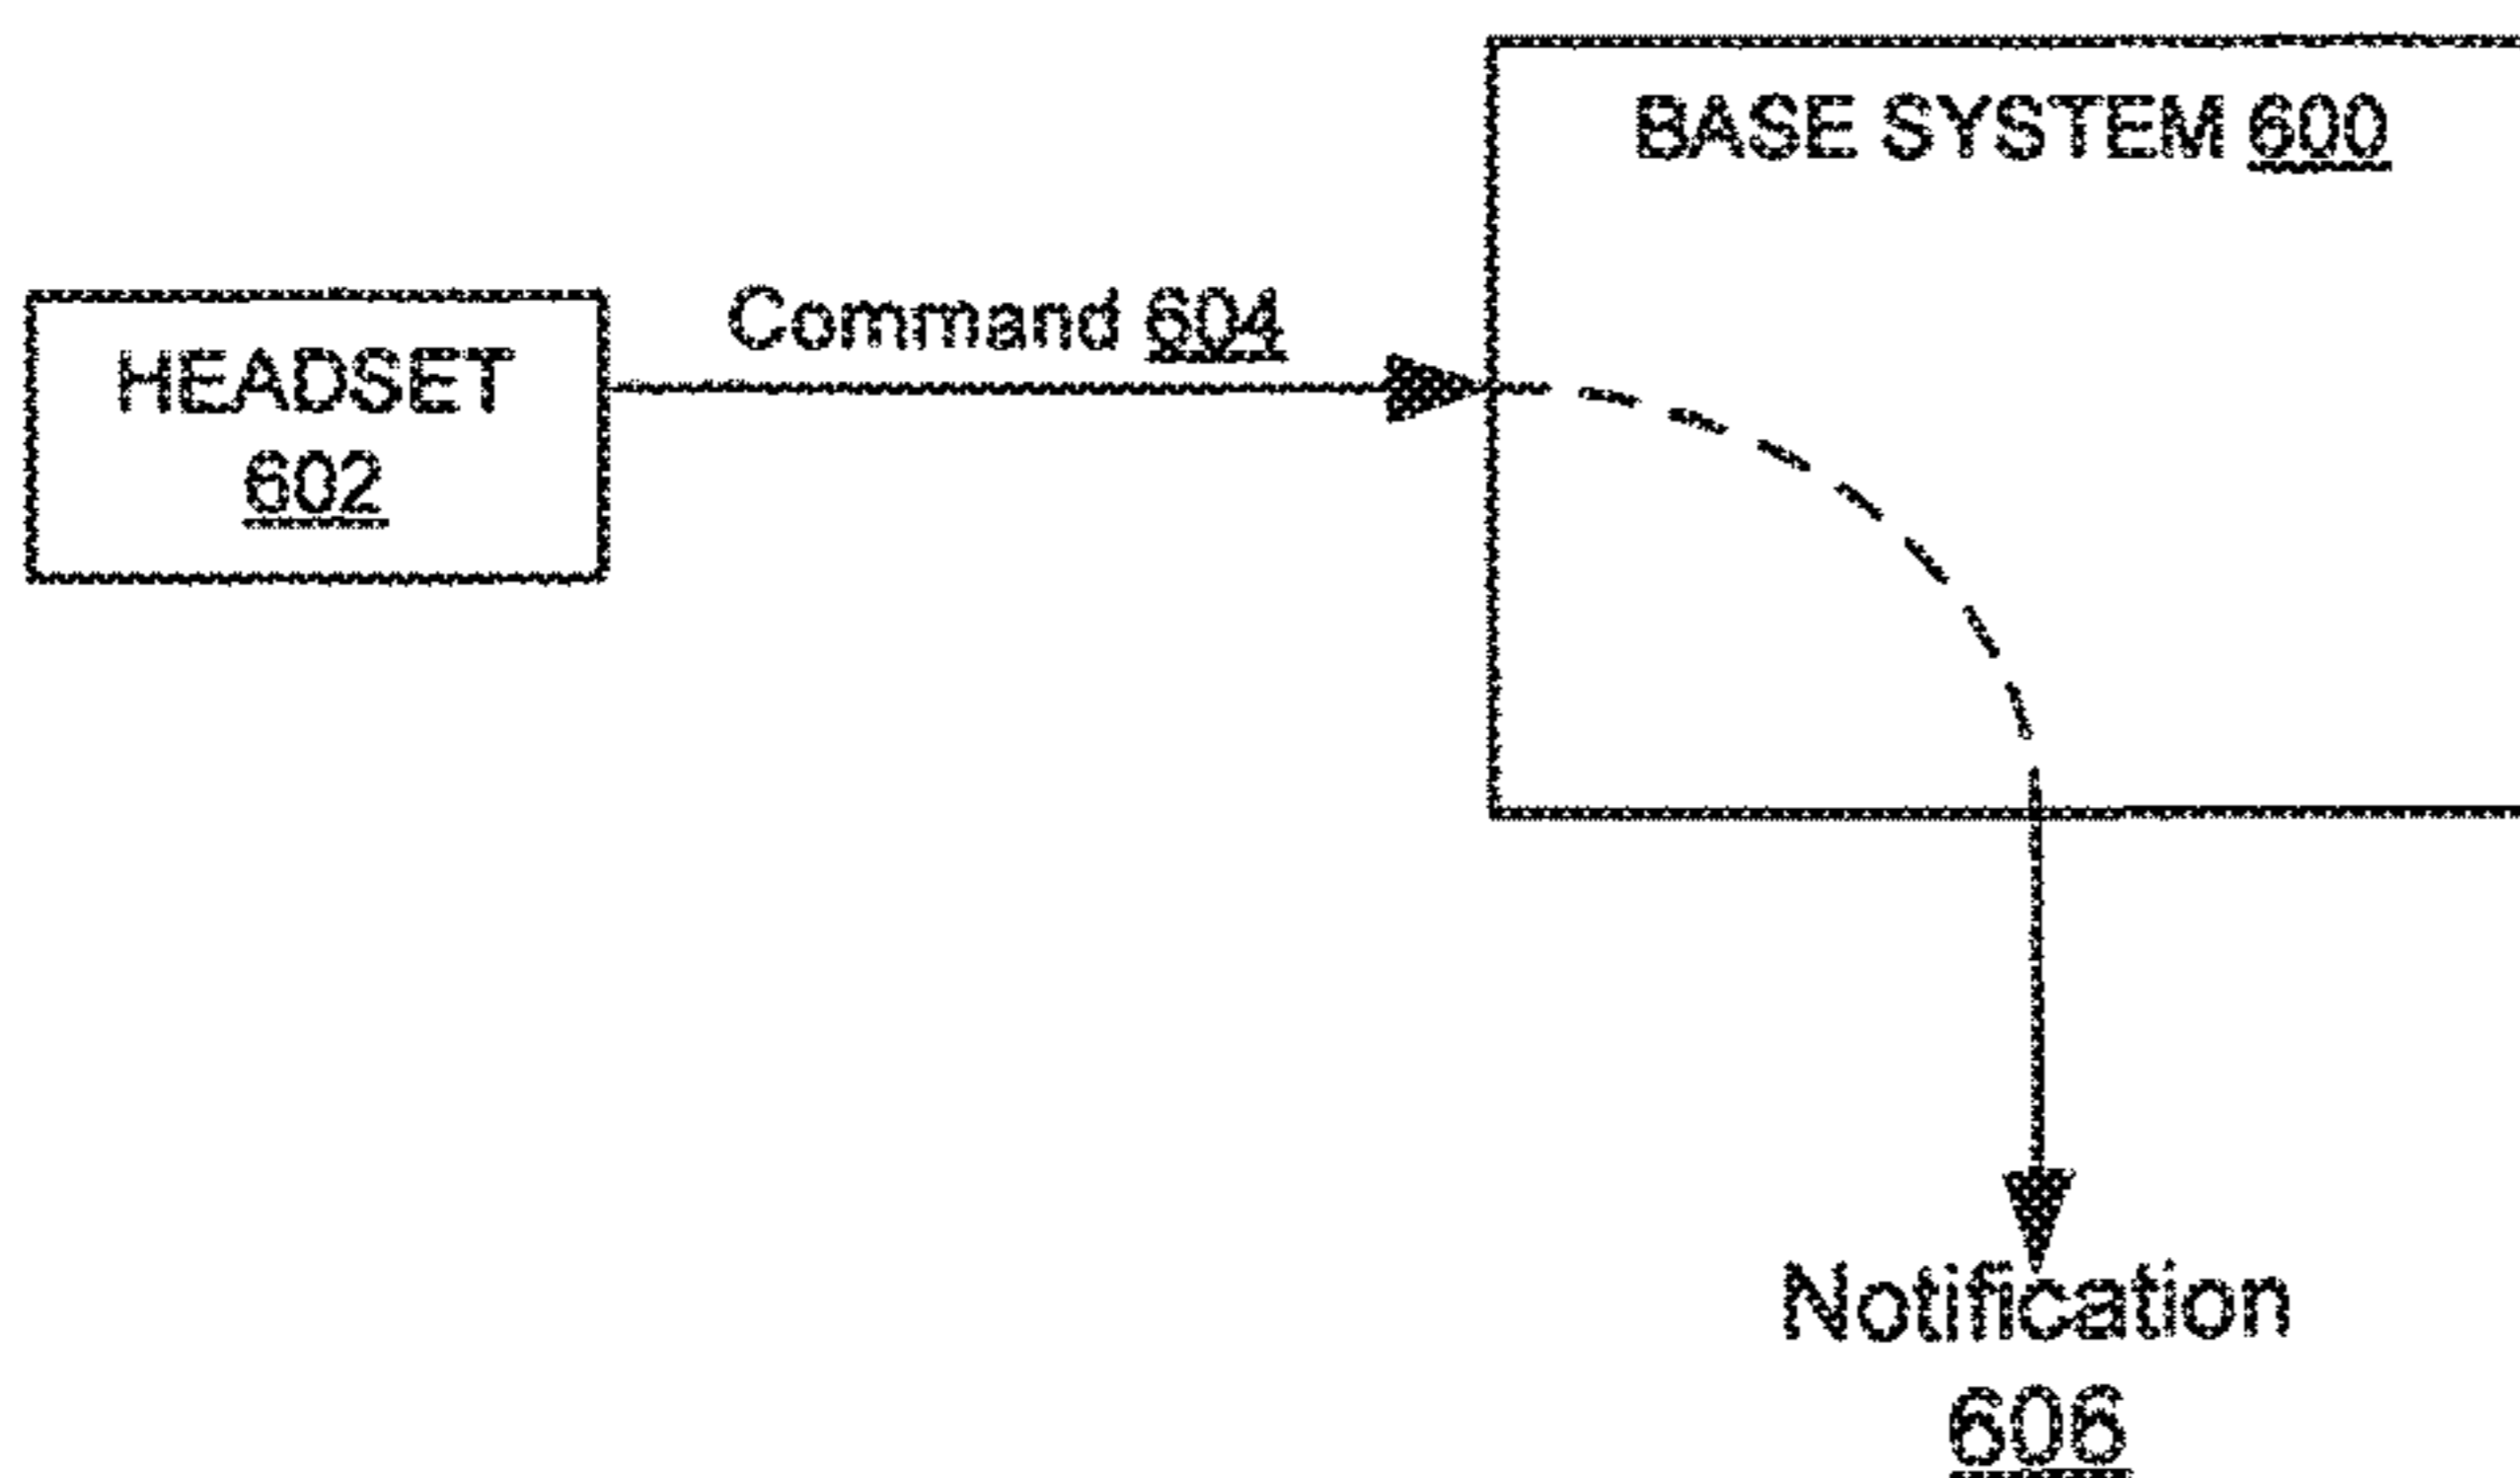 BASE SYSTEM 600
Command 604
HEADSET
602
Notification
606